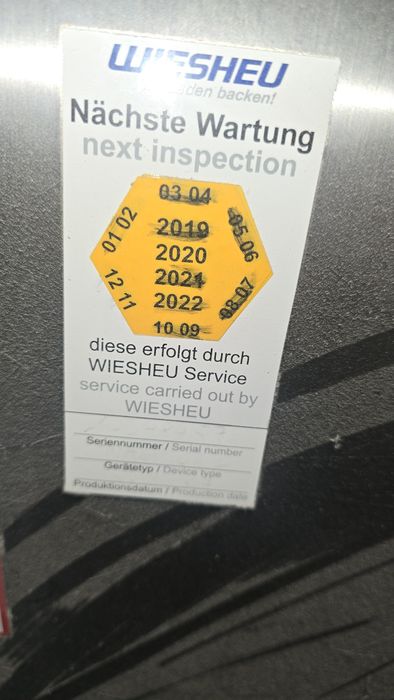 WIESHEU
den backen!
Nächste Wartung
next inspection
03 04
01 02
05 06
2019
2020
2021
2022
12 11
08 07
10 09
diese erfolgt durch
WIESHEU Service
service carried out by
WIESHEU
Seriennummer / Serial number
Gerätetyp / Device type
Produktionsdatum / Production date